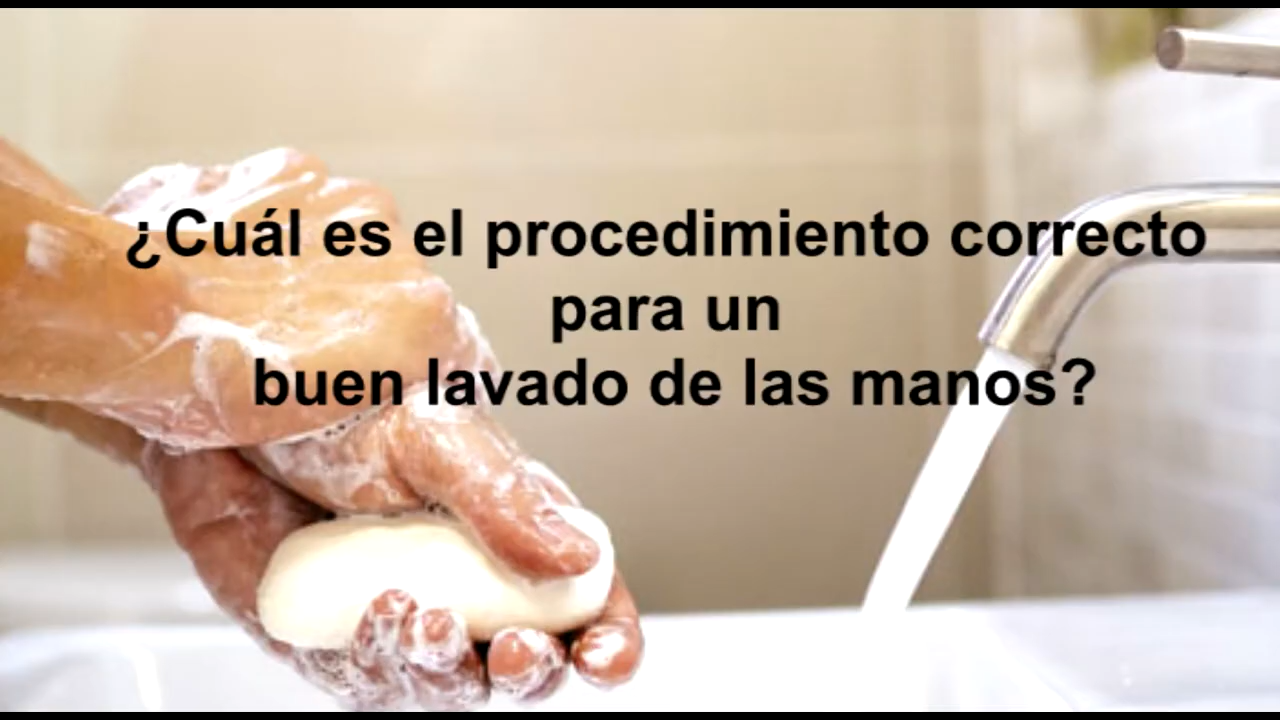 ¿Cuál es el procedimiento correcto
para un
buen lavado de las manos?